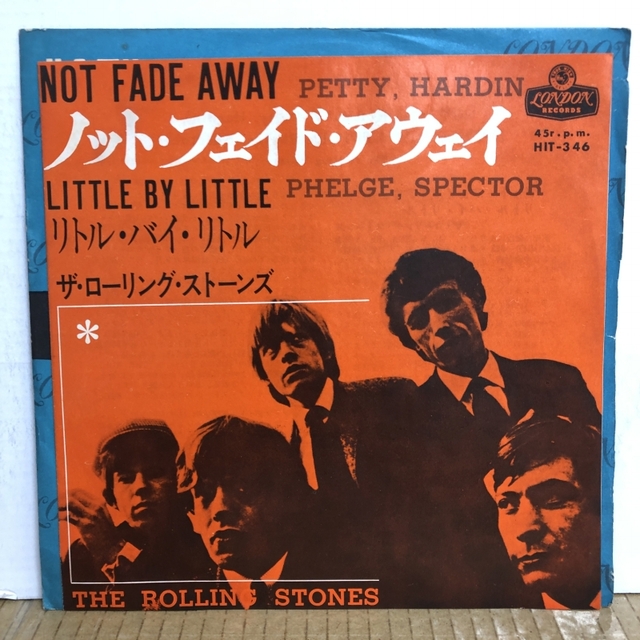 NOT FADE AWAY PETTY, HARDIN
LONDON
RECORDS
ノット・フェイド・アウェイ
45r.p.m.
HIT-346
LITTLE BY LITTLE PHELGE, SPECTOR
リトル・バイ・リトル
ザ・ローリング・ストーンズ
*
THE ROLLING STONES